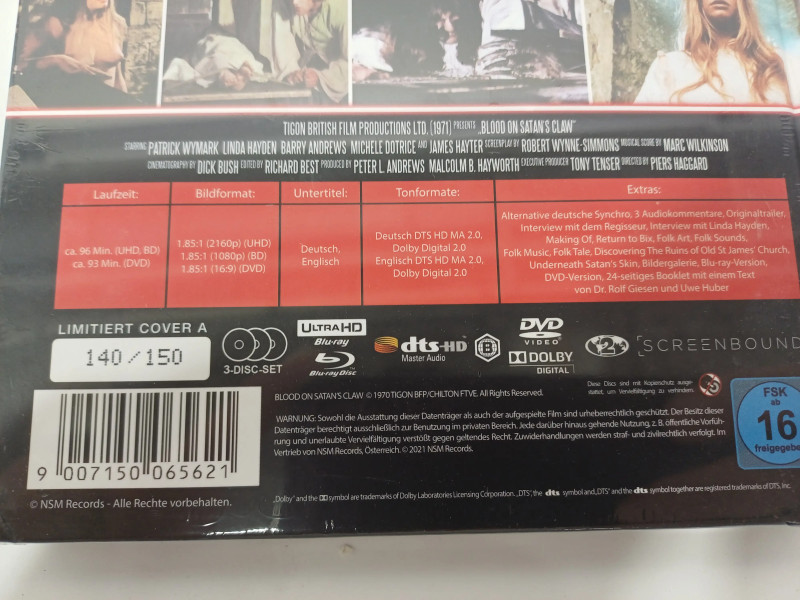 TIGON BRITISH FILM PRODUCTIONS LTD. (1971) PRESENTS „BLOOD ON SATAN'S CLAW"
STARRING PATRICK WYMARK LINDA HAYDEN BARRY ANDREWS MICHELE DOTRICE AND JAMES HAYTER SCREENPLAY BY ROBERT WYNNE-SIMMONS MUSICAL SCORE BY MARC WILKINSON
CINEMATOGRAPHY BY DICK BUSH EDITED BY RICHARD BEST PRODUCED BY PETER L. ANDREWS MALCOLM B. HAYWORTH EXECUTIVE PRODUCER TONY TENSER DIRECTED BY PIERS HAGGARD
Laufzeit:
ca. 96 Min. (UHD, BD)
ca. 93 Min. (DVD)
Bildformat:
1.85:1 (2160p) (UHD)
1.85:1 (1080p) (BD)
1.85:1 (16:9) (DVD)
Untertitel:
Deutsch,
Englisch
Tonformate:
Deutsch DTS HD MA 2.0,
Dolby Digital 2.0
Englisch DTS HD MA 2.0,
Dolby Digital 2.0
Extras:
Alternative deutsche Synchro, 3 Audiokommentare, Originaltrailer,
Interview mit dem Regisseur, Interview mit Linda Hayden,
Making Of, Return to Bix, Folk Art, Folk Sounds,
Folk Music, Folk Tale, Discovering The Ruins of Old St James' Church,
Underneath Satan's Skin, Bildergalerie, Blu-ray-Version,
DVD-Version, 24-seitiges Booklet mit einem Text
von Dr. Rolf Giesen und Uwe Huber
LIMITIERT COVER A
140/150
3-DISC-SET
ULTRA HD
Blu-ray
Blu-ray Disc
dts-HD
Master Audio
B
DVD
VIDEO
DOLBY
DIGITAL
2
SCREENBOUND
BLOOD ON SATAN'S CLAW © 1970 TIGON BFP/CHILTON FTVE. All Rights Reserved.
Diese Discs sind mit Kopierschutz ausge-
stattet, um Vervielfältigung zu verhindern.
WARNUNG: Sowohl die Ausstattung dieser Datenträger als auch der aufgespielte Film sind urheberrechtlich geschützt. Der Besitz dieser
Datenträger berechtigt ausschließlich zur Benutzung im privaten Bereich. Jede darüber hinaus gehende Nutzung, z. B. öffentliche Vorfüh-
rung und unerlaubte Vervielfältigung verstößt gegen geltendes Recht. Zuwiderhandlungen werden straf- und zivilrechtlich verfolgt. Im
Vertrieb von NSM Records, Österreich. © 2021 NSM Records.
FSK
ab
16
freigegebe
9 007150 065621
© NSM Records - Alle Rechte vorbehalten.
„Dolby" and the DD symbol are trademarks of Dolby Laboratories Licensing Corporation. „DTS", the dts symbol and „DTS" and the dts symbol together are registered trademarks of DTS, Inc.